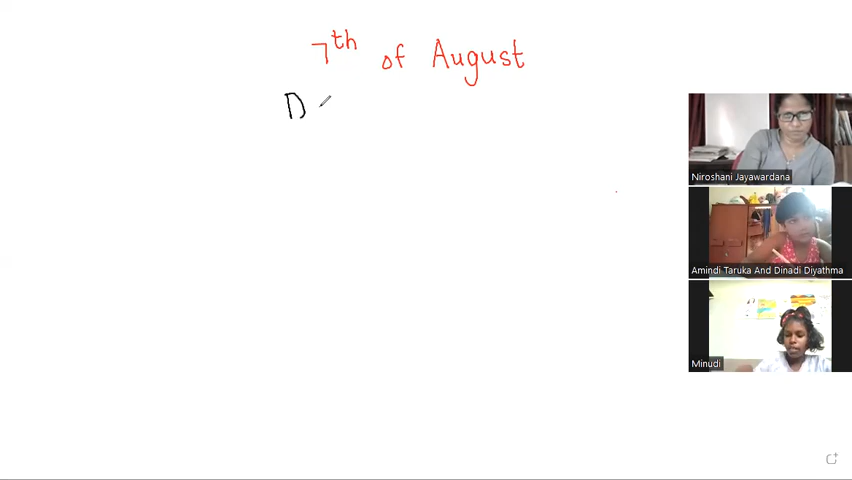 7th of August
D
Niroshani Jayawardana
Amindi Taruka And Dinadi Diyathma
Minudi